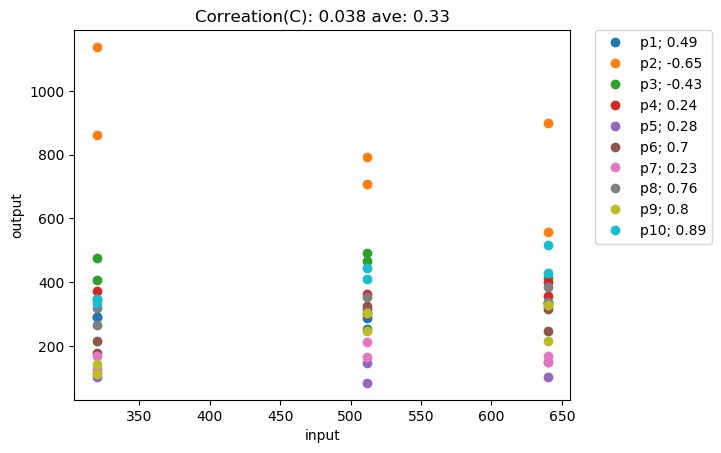 Correation(C): 0.038 ave: 0.33
p1; 0.49
p2; -0.65
p3; -0.43
p4; 0.24
p5; 0.28
p6; 0.7
p7; 0.23
p8; 0.76
p9; 0.8
p10; 0.89
output
1000
800
600
400
200
350
400
450
500
550
600
650
input